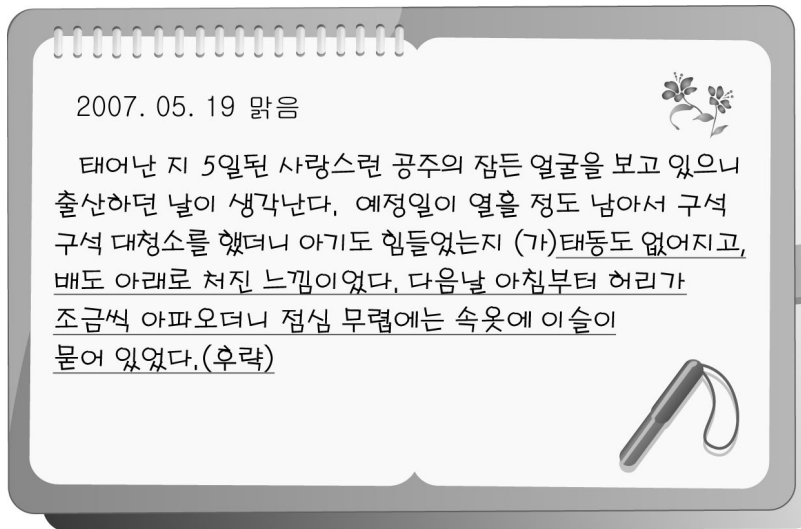 2007. 05. 19 맑음
태어난 지 5일된 사랑스런 공주의 잠든 얼굴을 보고 있으니
출산하던 날이 생각난다. 예정일이 열흘 정도 남아서 구석
구석 대청소를 했더니 아기도 힘들었는지 (가)태동도 없어지고,
배도 아래로 처진 느낌이었다. 다음날 아침부터 허리가
조금씩 아파오더니 점심 무렵에는 속옷에 이슬이
묻어 있었다.(후략)